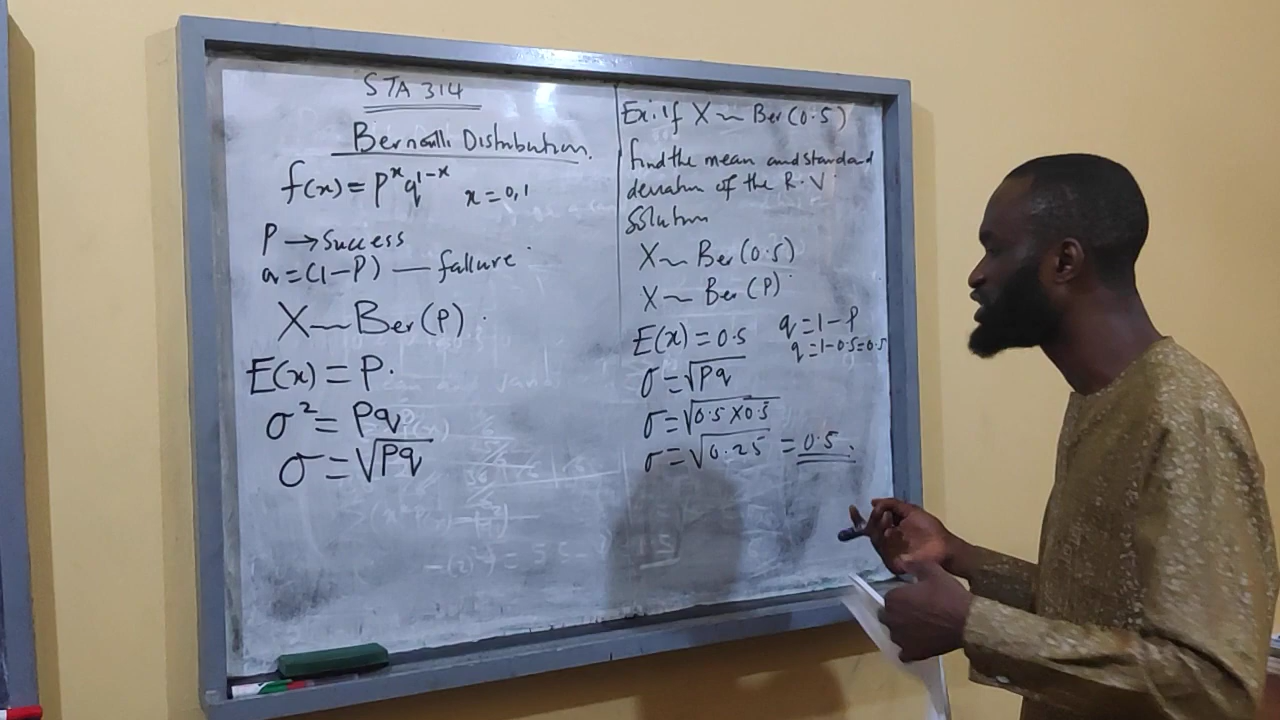 STA 314
Bernoulli Distribution.
f(x) = p^x q^1-x x = 0,1
P → Success
q = (1-P) — failure
X ~ Ber(P).
E(x) = P.
σ² = Pq
σ = √Pq
Ex: If X ~ Ber(0.5)
find the mean and standard
deviation of the R.V
Solution
X ~ Ber(0.5)
X ~ Ber(P)
E(x) = 0.5
q = 1-P
q = 1-0.5 = 0.5
σ = √Pq
σ = √0.5 x 0.5
σ = √0.25 = 0.5.